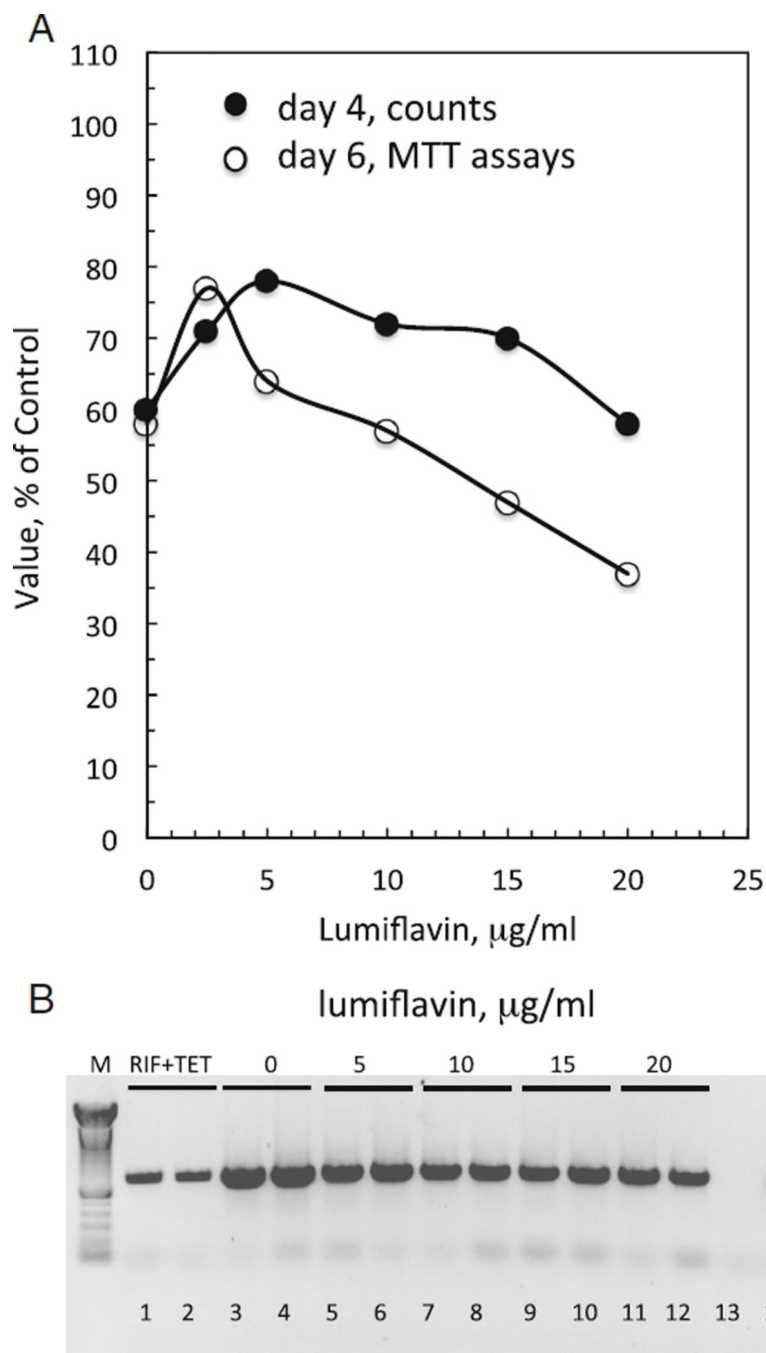 A
110
100
90
80
70
60
50
40
30
20
10
0
Value, % of Control
day 4, counts
day 6, MTT assays
0 5 10 15 20 25
Lumiflavin, μg/ml
B
lumiflavin, μg/ml
M RIF+TET 0 5 10 15 20
1 2 3 4 5 6 7 8 9 10 11 12 13